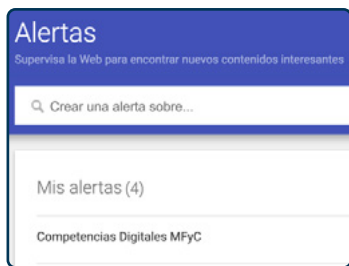 Alertas
Supervisa la Web para encontrar nuevos contenidos interesantes
Crear una alerta sobre...
Mis alertas (4)
Competencias Digitales MFyC